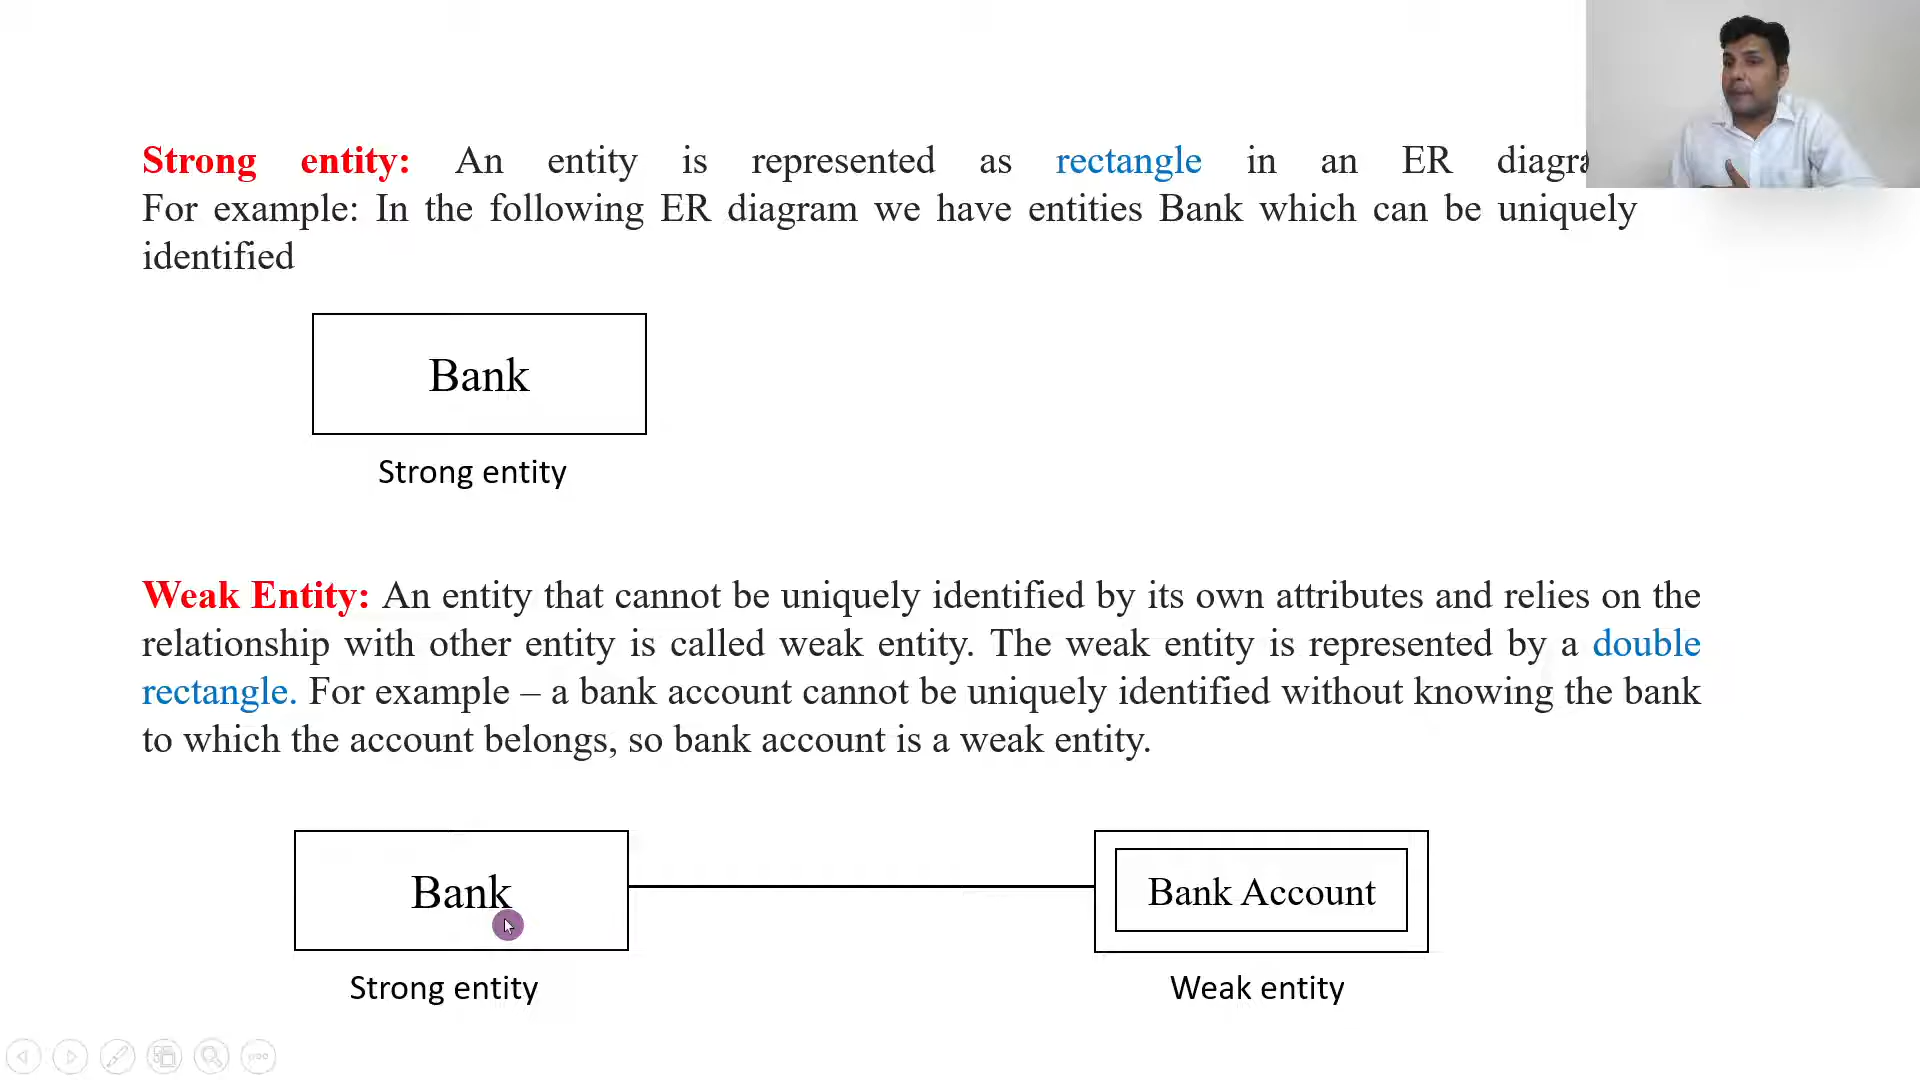 Strong entity: An entity is represented as rectangle in an ER
For example: In the following ER diagram we have entities Bank which can be uniquely
identified
Bank
Strong entity
Weak Entity: An entity that cannot be uniquely identified by its own attributes and relies on the
relationship with other entity is called weak entity. The weak entity is represented by a double
rectangle. For example – a bank account cannot be uniquely identified without knowing the bank
to which the account belongs, so bank account is a weak entity.
Bank
Bank Account
Strong entity
Weak entity